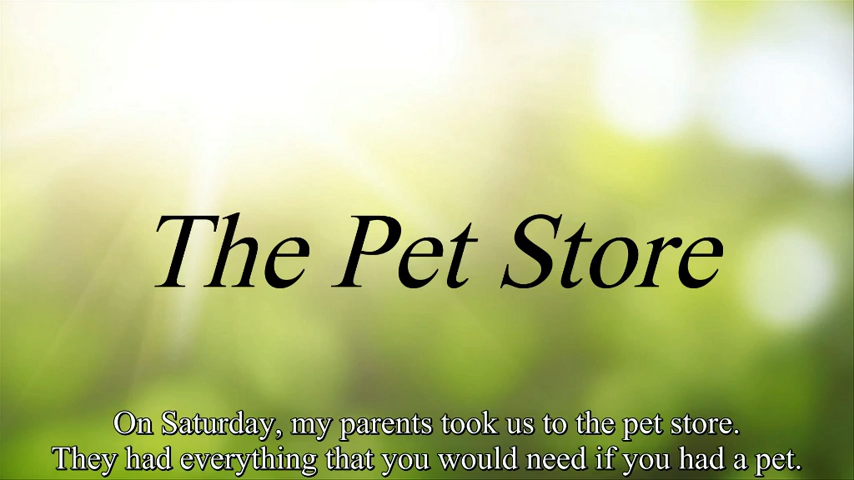 The Pet Store
On Saturday, my parents took us to the pet store.
They had everything that you would need if you had a pet.